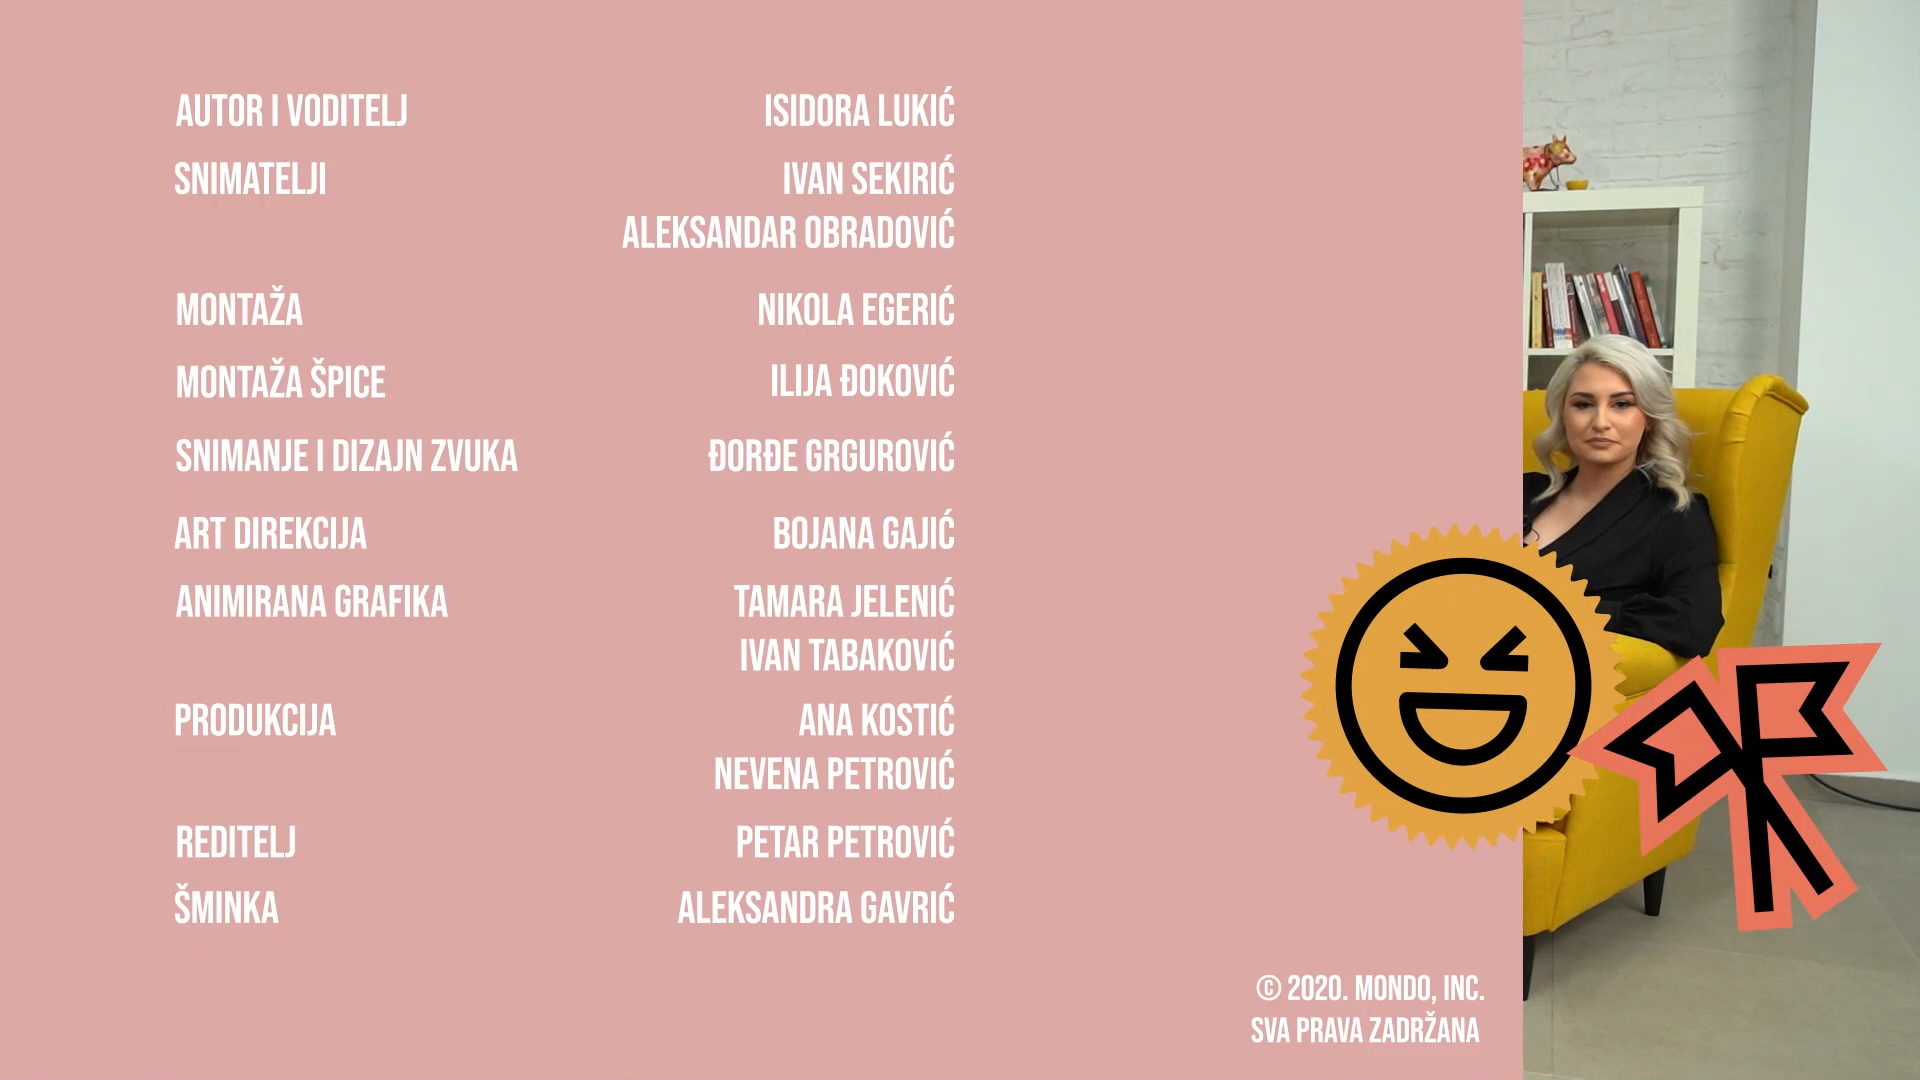 AUTOR I VODITELJ ISIDORA LUKIĆ
SNIMATELJI IVAN SEKIRIĆ
ALEKSANDAR OBRADOVIĆ
MONTAŽA NIKOLA EGERIĆ
MONTAŽA ŠPICE ILIJA ĐOKOVIĆ
SNIMANJE I DIZAJN ZVUKA ĐORĐE GRGUROVIĆ
ART DIREKCIJA BOJANA GAJIĆ
ANIMIRANA GRAFIKA TAMARA JELENIĆ
IVAN TABAKOVIĆ
PRODUKCIJA ANA KOSTIĆ
NEVENA PETROVIĆ
REDITELJ PETAR PETROVIĆ
ŠMINKA ALEKSANDRA GAVRIĆ
© 2020. MONDO, INC.
SVA PRAVA ZADRŽANA